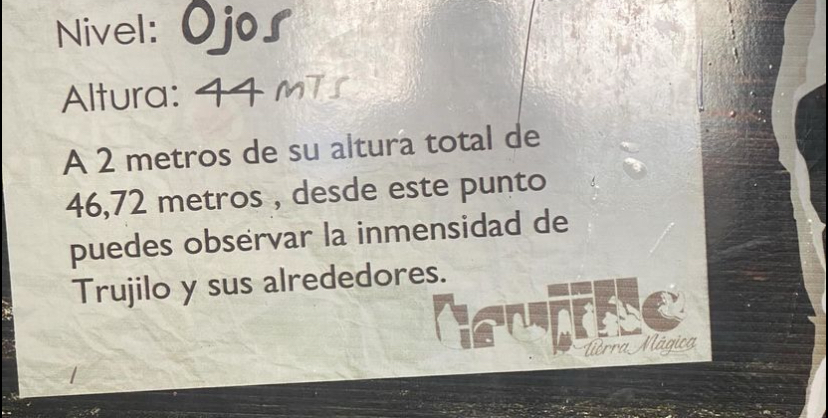 Nivel: Ojos
Altura: 44 MTS
A 2 metros de su altura total de
46,72 metros , desde este punto
puedes observar la inmensidad de
Trujilo y sus alrededores.
trujillo
tierra Mágica